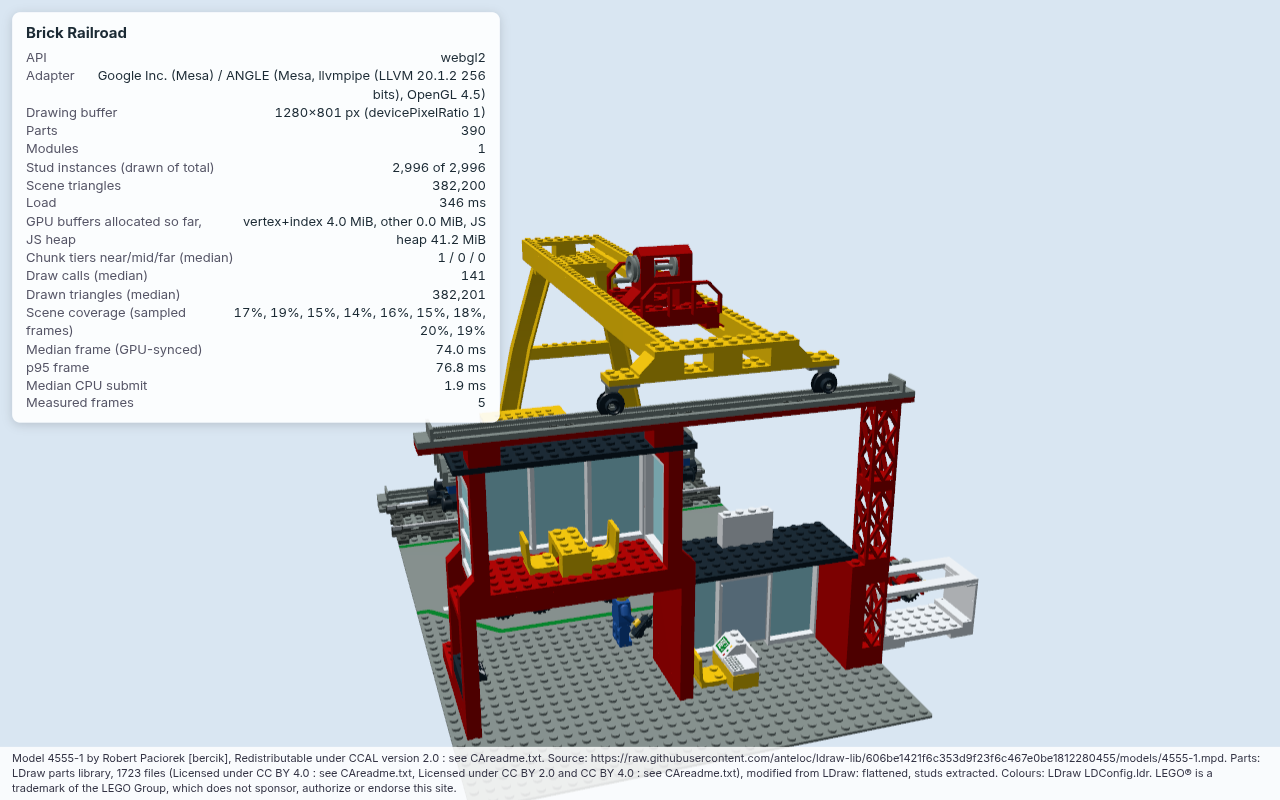 Brick Railroad
API webgl2
Adapter Google Inc. (Mesa) / ANGLE (Mesa, llvmpipe (LLVM 20.1.2 256
bits), OpenGL 4.5)
Drawing buffer 1280×801 px (devicePixelRatio 1)
Parts 390
Modules 1
Stud instances (drawn of total) 2,996 of 2,996
Scene triangles 382,200
Load 346 ms
GPU buffers allocated so far, vertex+index 4.0 MiB, other 0.0 MiB, JS
JS heap heap 41.2 MiB
Chunk tiers near/mid/far (median) 1 / 0 / 0
Draw calls (median) 141
Drawn triangles (median) 382,201
Scene coverage (sampled 17%, 19%, 15%, 14%, 16%, 15%, 18%,
frames) 20%, 19%
Median frame (GPU-synced) 74.0 ms
p95 frame 76.8 ms
Median CPU submit 1.9 ms
Measured frames 5
Model 4555-1 by Robert Paciorek [bercik], Redistributable under CCAL version 2.0 : see CAreadme.txt. Source: https://raw.githubusercontent.com/anteloc/ldraw-lib/606be1421f6c353d9f23f6c467e0be1812280455/models/4555-1.mpd. Parts:
LDraw parts library, 1723 files (Licensed under CC BY 4.0 : see CAreadme.txt, Licensed under CC BY 2.0 and CC BY 4.0 : see CAreadme.txt), modified from LDraw: flattened, studs extracted. Colours: LDraw LDConfig.ldr. LEGO® is a
trademark of the LEGO Group, which does not sponsor, authorize or endorse this site.